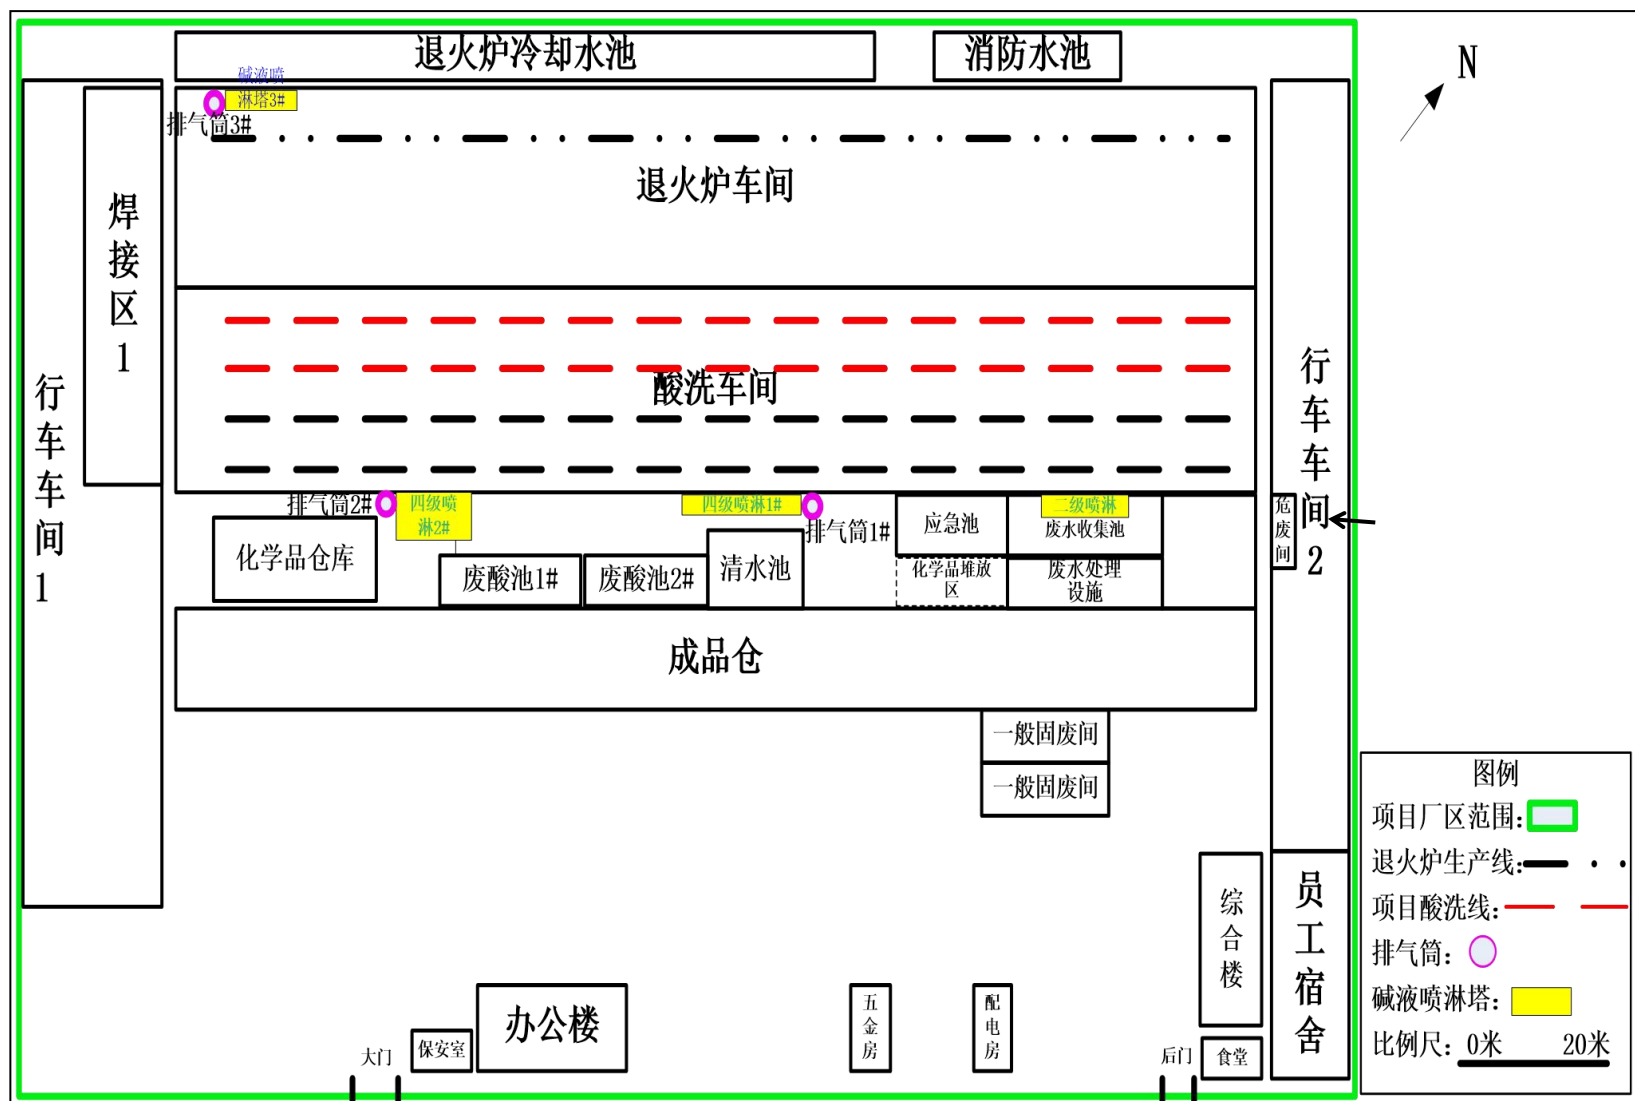 退火炉冷却水池
消防水池
N
碱液喷
淋塔3#
排气筒3#
退火炉车间
焊
接
区
1
行
车
车
间
1
酸洗车间
行
车
车
间
2
排气筒2#
四级喷
淋2#
四级喷淋1#
排气筒1#
应急池
二级喷淋
废水收集池
危
废
间
化学品仓库
废酸池1#
废酸池2#
清水池
化学品堆放
区
废水处理
设施
成品仓
一般固废间
一般固废间
综
合
楼
员
工
宿
舍
办公楼
保安室
大门
五
金
房
配
电
房
后门
食堂
图例
项目厂区范围:
退火炉生产线:
项目酸洗线:
排气筒:
碱液喷淋塔:
比例尺: 0米 20米